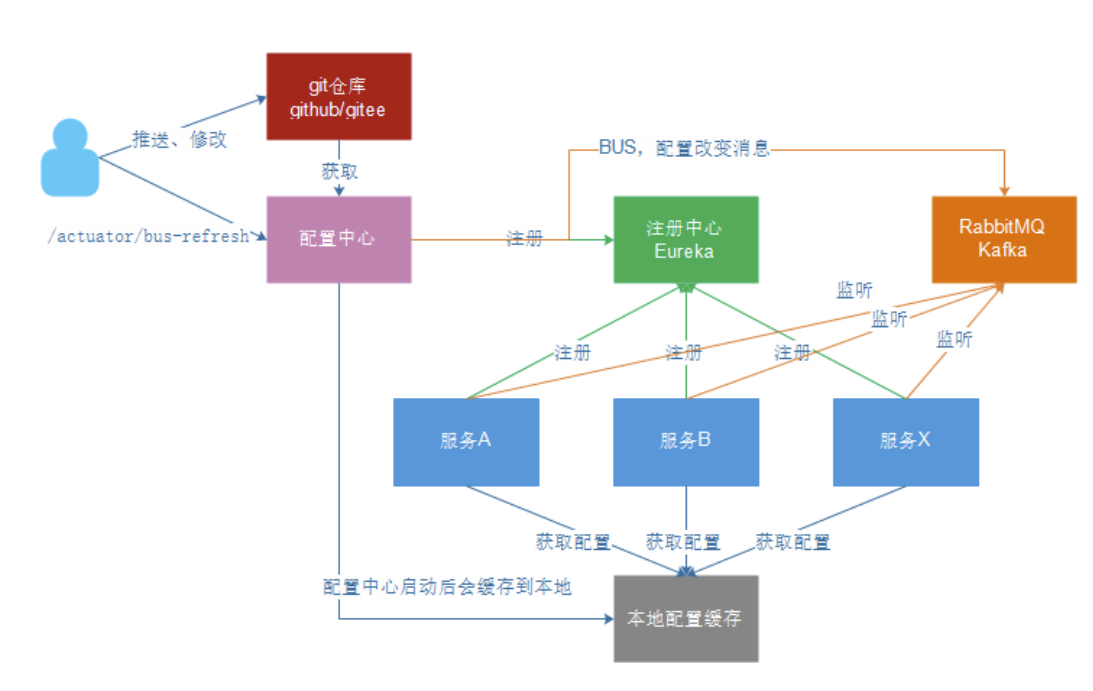 git仓库
github/gitee
推送、修改
获取
BUS，配置改变消息
/actuator/bus-refresh
配置中心
注册
注册中心
Eureka
RabbitMQ
Kafka
监听
监听
监听
注册
注册
注册
服务A
服务B
服务X
获取配置
获取配置
获取配置
配置中心启动后会缓存到本地
本地配置缓存